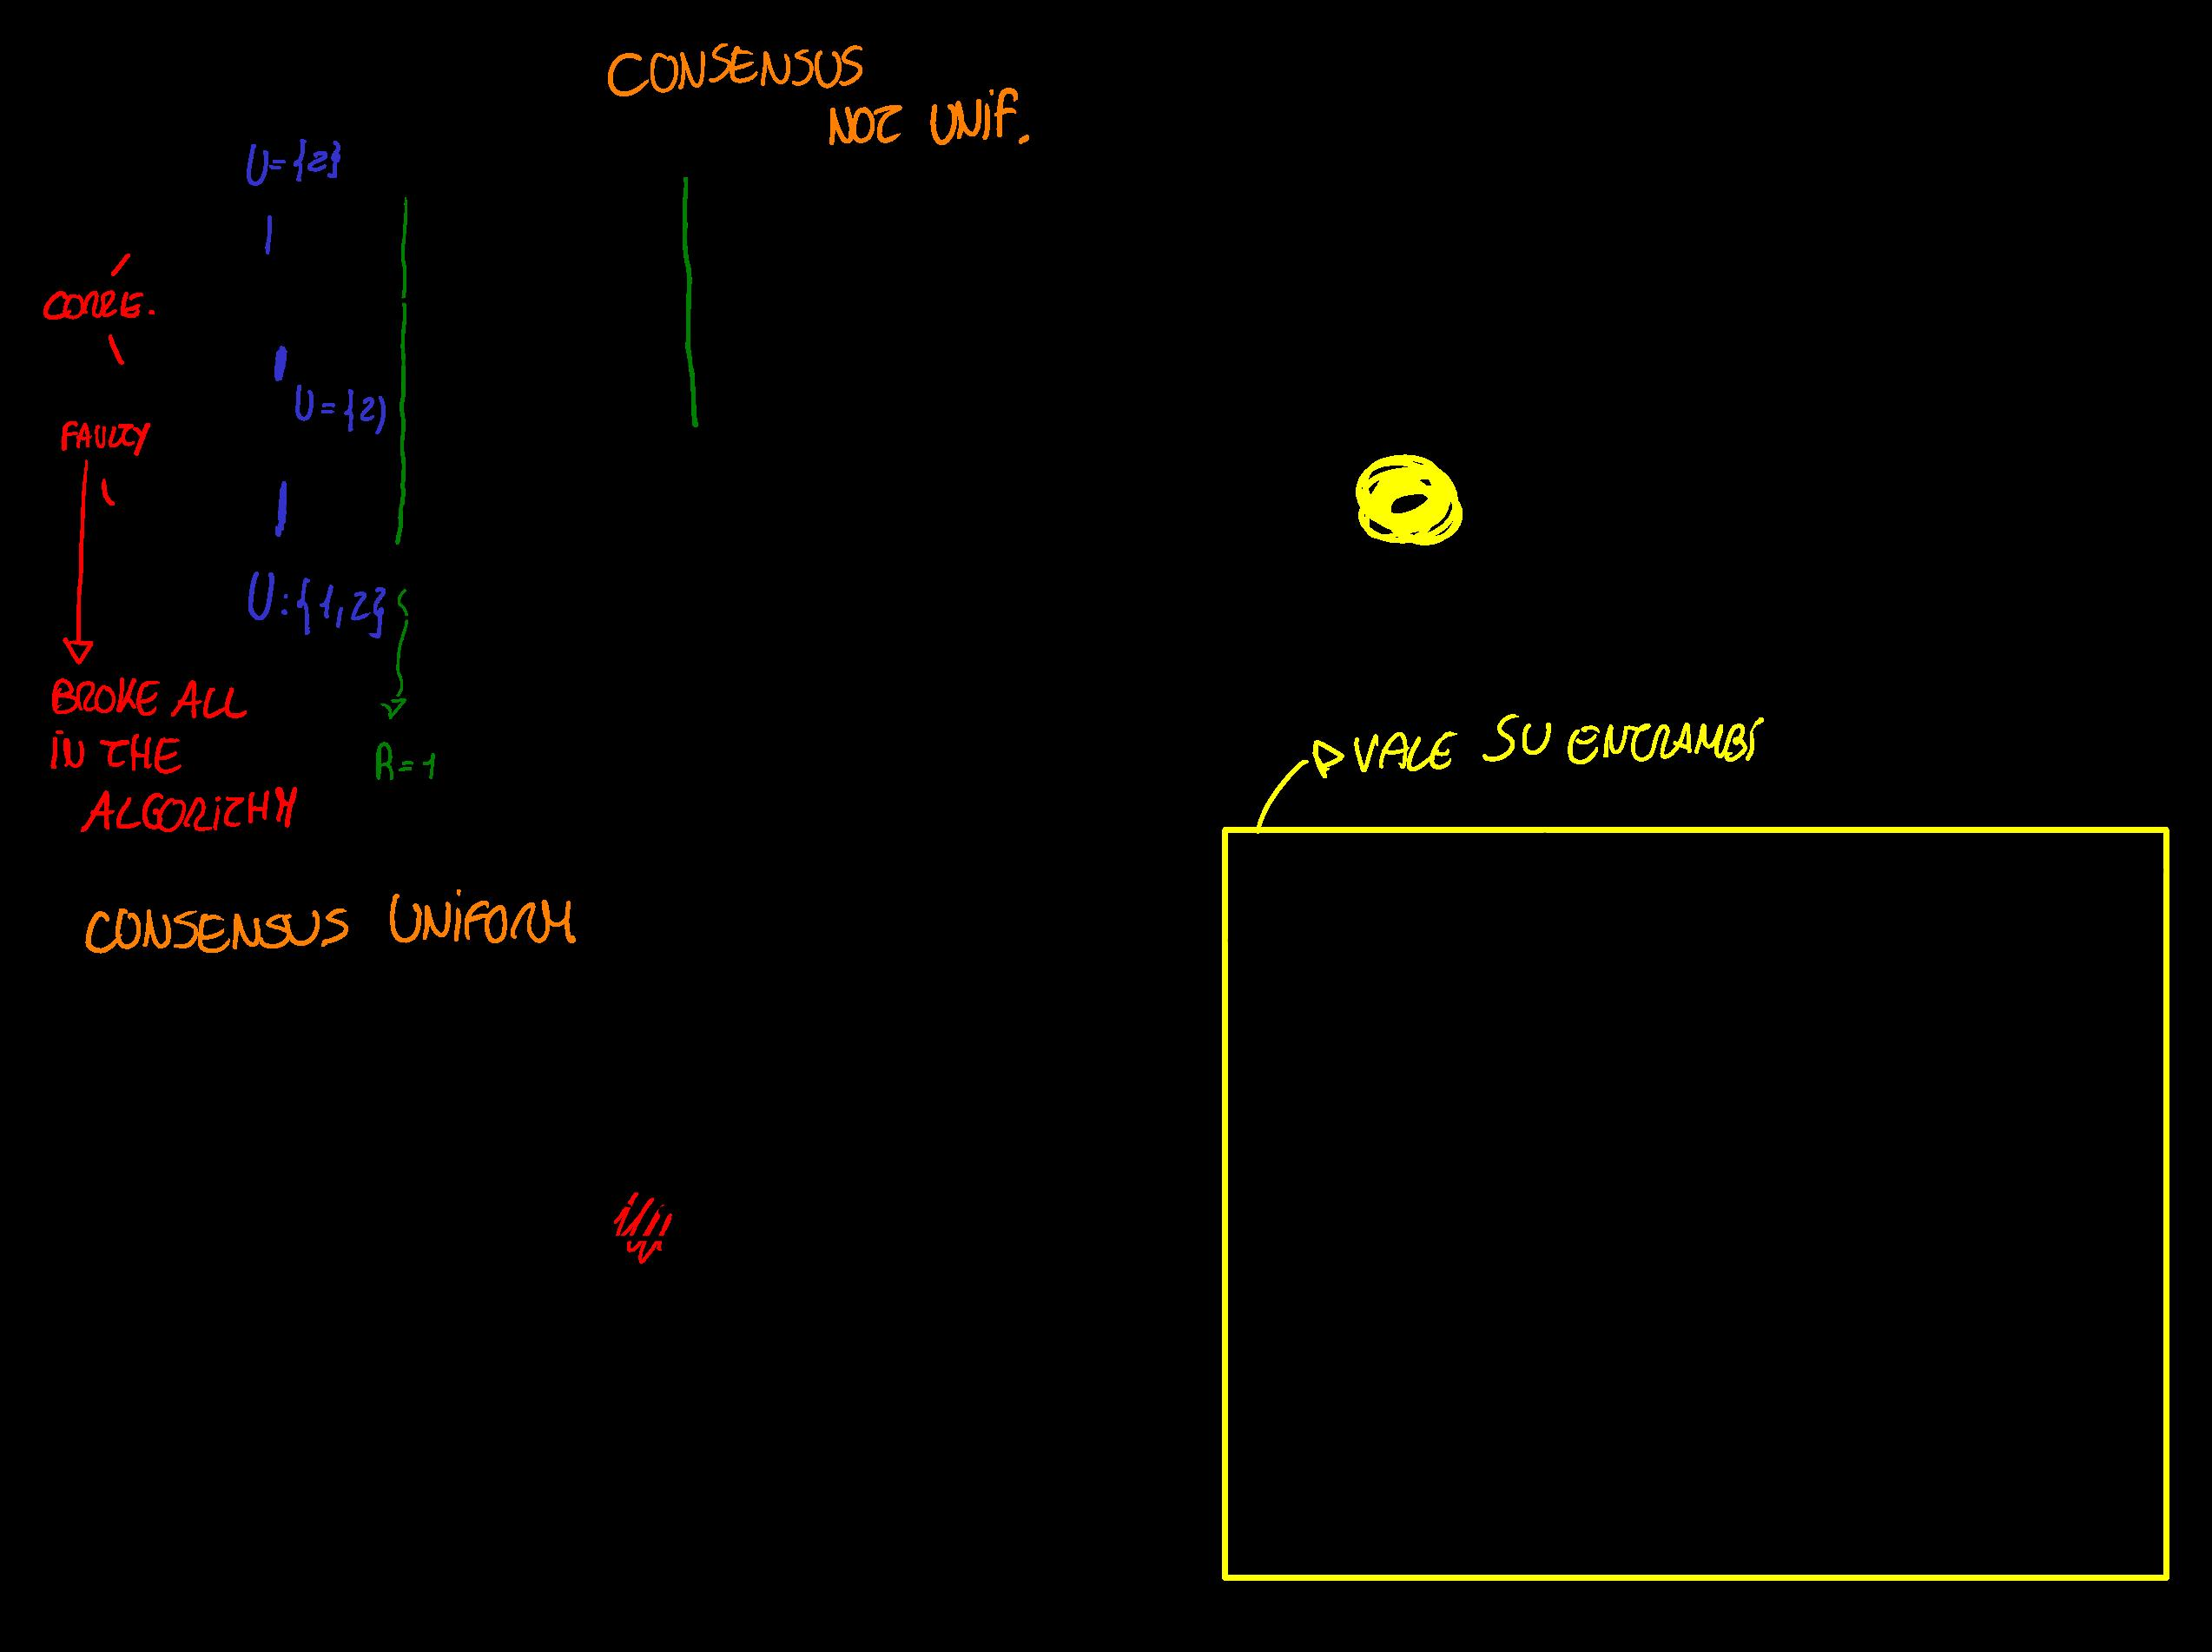 CONSENSUS
NOT UNIF.
U={2}
CORRE.
U={2)
FAULTY
U:{1,2}
BROKE ALL
IN THE
ALGORITHM
R=1
VALE SU ENTRAMBI
CONSENSUS UNIFORM